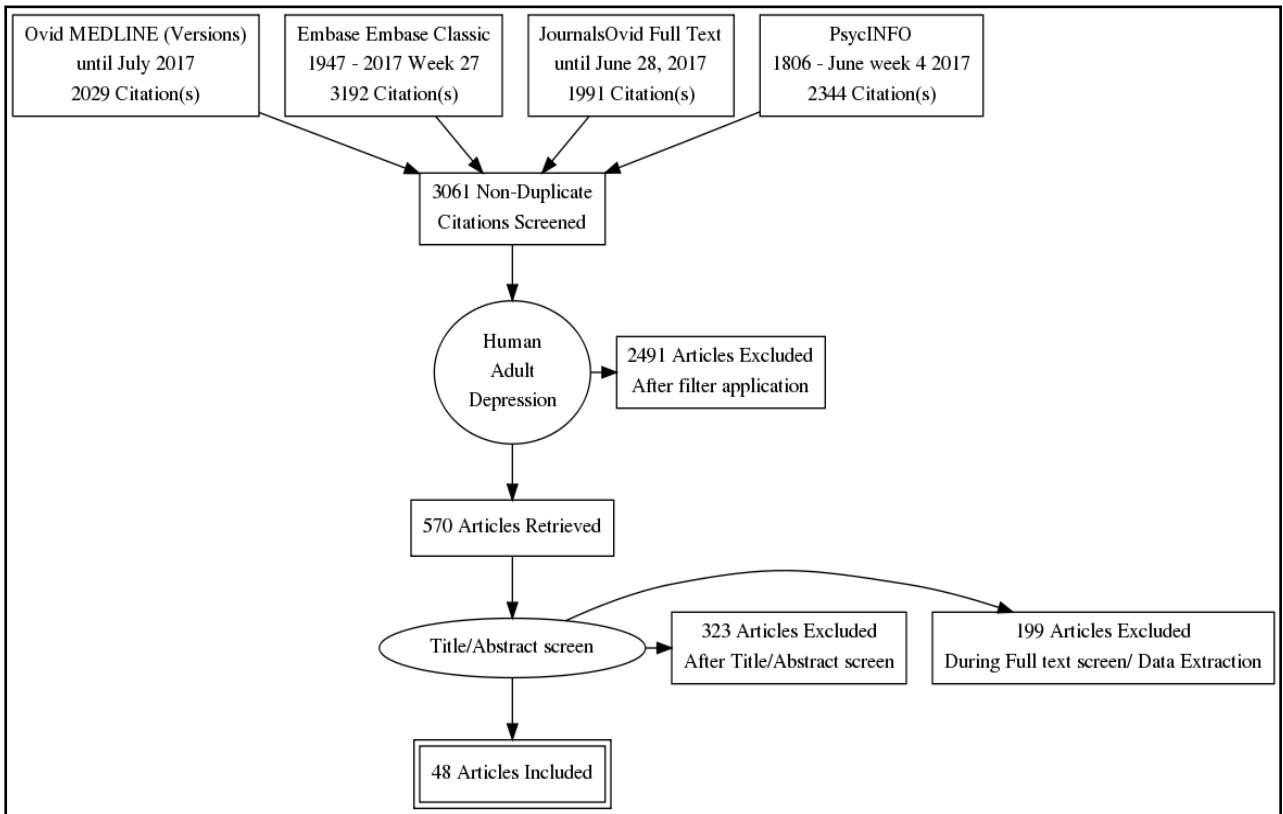 Ovid MEDLINE (Versions)
until July 2017
2029 Citation(s)
Embase Embase Classic
1947 - 2017 Week 27
3192 Citation(s)
JournalsOvid Full Text
until June 28, 2017
1991 Citation(s)
PsycINFO
1806 - June week 4 2017
2344 Citation(s)
3061 Non-Duplicate
Citations Screened
Human
Adult
Depression
2491 Articles Excluded
After filter application
570 Articles Retrieved
Title/Abstract screen
323 Articles Excluded
After Title/Abstract screen
199 Articles Excluded
During Full text screen/ Data Extraction
48 Articles Included